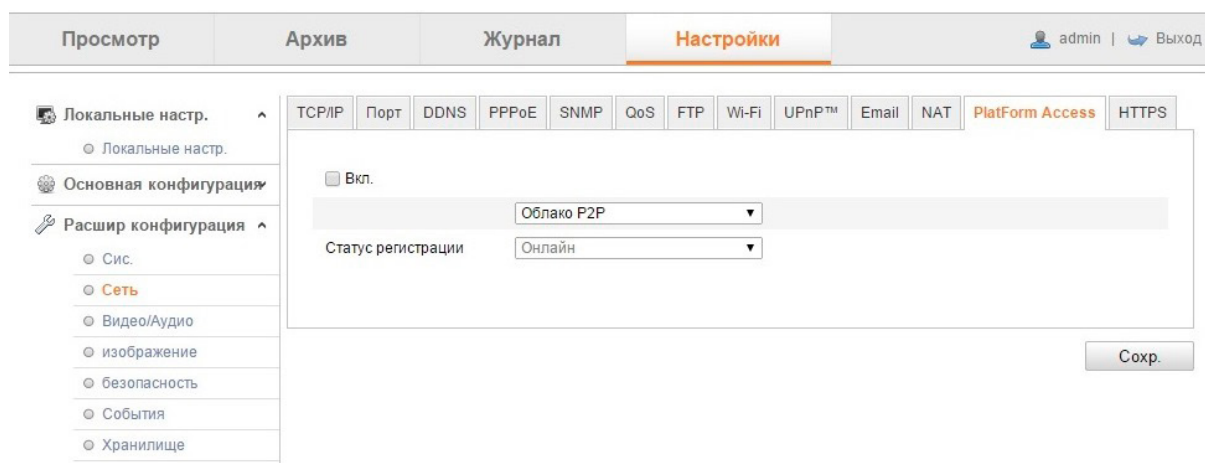 Просмотр Архив Журнал Настройки admin | Выход
Локальные настр.
Локальные настр.
Основная конфигурация
Расшир конфигурация
Сис.
Сеть
Видео/Аудио
изображение
безопасность
События
Хранилище
TCP/IP Порт DDNS PPPoE SNMP QoS FTP Wi-Fi UPnP™ Email NAT PlatForm Access HTTPS
Вкл.
Облако P2P
Статус регистрации Онлайн
Сохр.